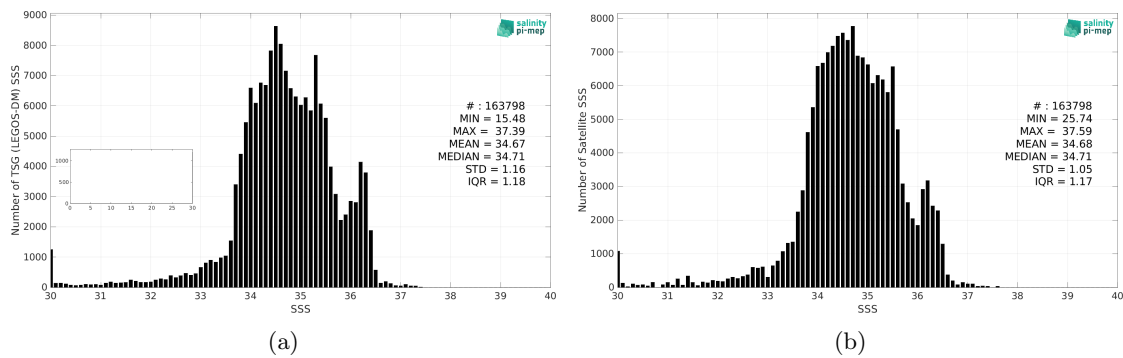 salinity
pi-mep
9000
8000
7000
6000
5000
4000
3000
2000
1000
0
Number of TSG (LEGOS-DM) SSS
# : 163798
MIN = 15.48
MAX = 37.39
MEAN = 34.67
MEDIAN = 34.71
STD = 1.16
IQR = 1.18
1000
500
0
0 5 10 15 20 25 30
30 31 32 33 34 35 36 37 38 39 40
SSS
(a)
salinity
pi-mep
8000
7000
6000
5000
4000
3000
2000
1000
0
Number of Satellite SSS
# : 163798
MIN = 25.74
MAX = 37.59
MEAN = 34.68
MEDIAN = 34.71
STD = 1.05
IQR = 1.17
30 31 32 33 34 35 36 37 38 39 40
SSS
(b)